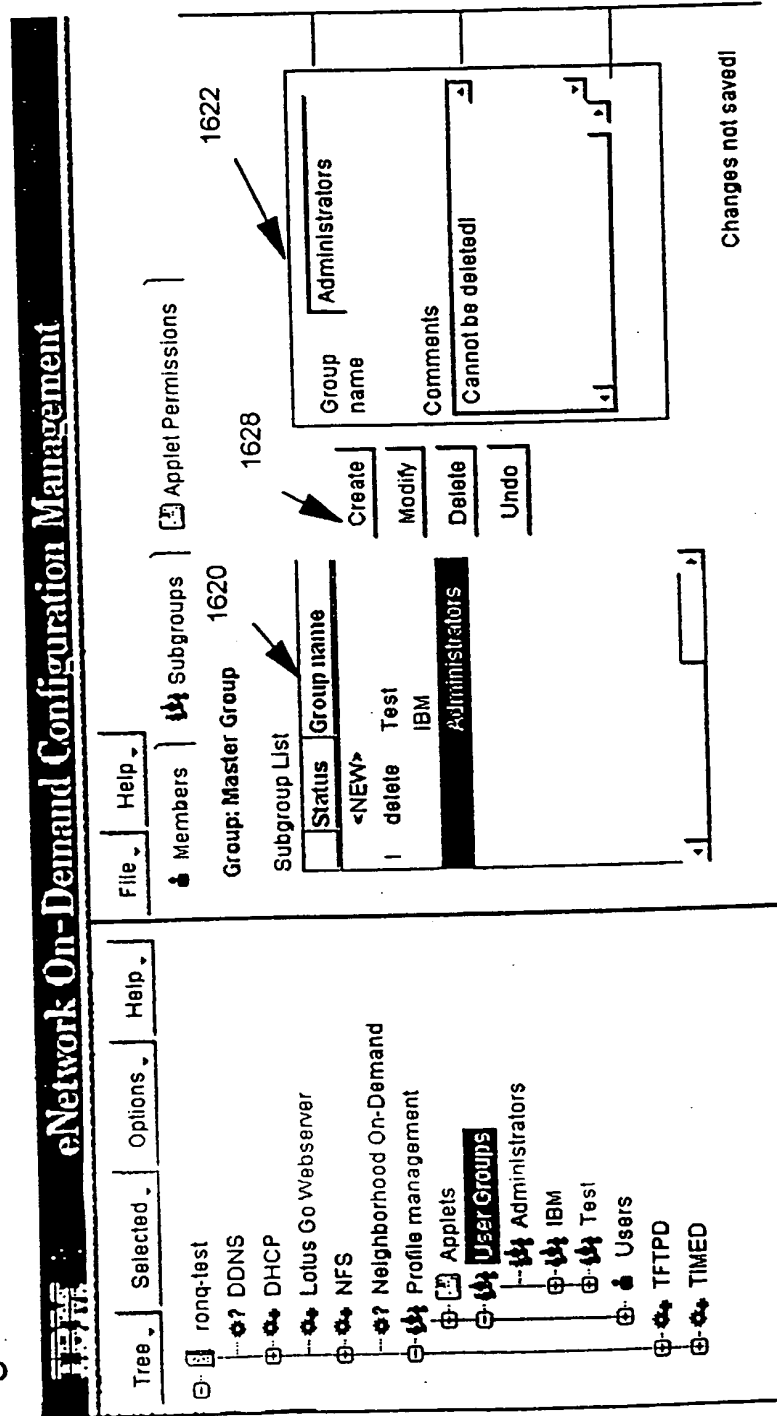 IBM eNetwork On-Demand Configuration Management
Tree Selected Options Help
ronq-test
? DDNS
DHCP
Lotus Go Webserver
NFS
? Neighborhood On-Demand
Profile management
Applets
User Groups
Administrators
IBM
Test
Users
TFTPD
TIMED
File Help
Members Subgroups Applet Permissions
Group: Master Group
1620
1628
1622
Subgroup List
Status Group name
<NEW>
delete Test
IBM
Administrators
Create
Modify
Delete
Undo
Group name
Administrators
Comments
Cannot be deleted!
Changes not saved!